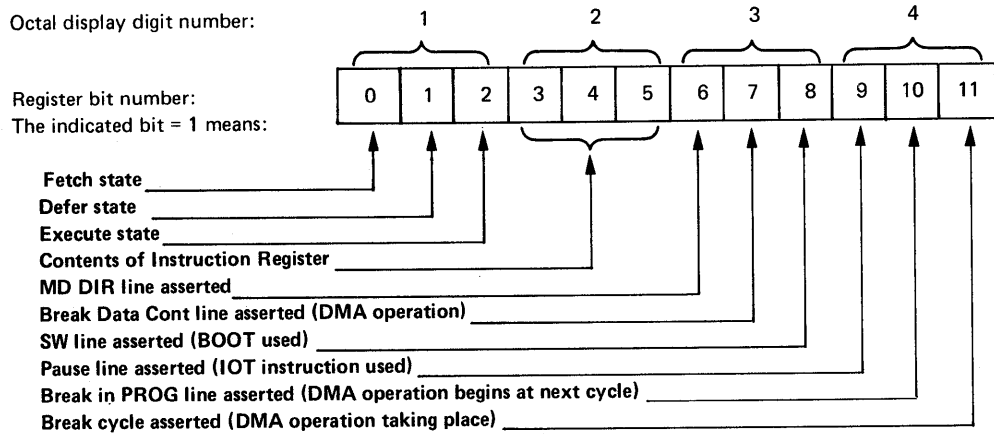 Octal display digit number: 1 2 3 4
Register bit number: 0 1 2 3 4 5 6 7 8 9 10 11
The indicated bit = 1 means:
Fetch state
Defer state
Execute state
Contents of Instruction Register
MD DIR line asserted
Break Data Cont line asserted (DMA operation)
SW line asserted (BOOT used)
Pause line asserted (IOT instruction used)
Break in PROG line asserted (DMA operation begins at next cycle)
Break cycle asserted (DMA operation taking place)